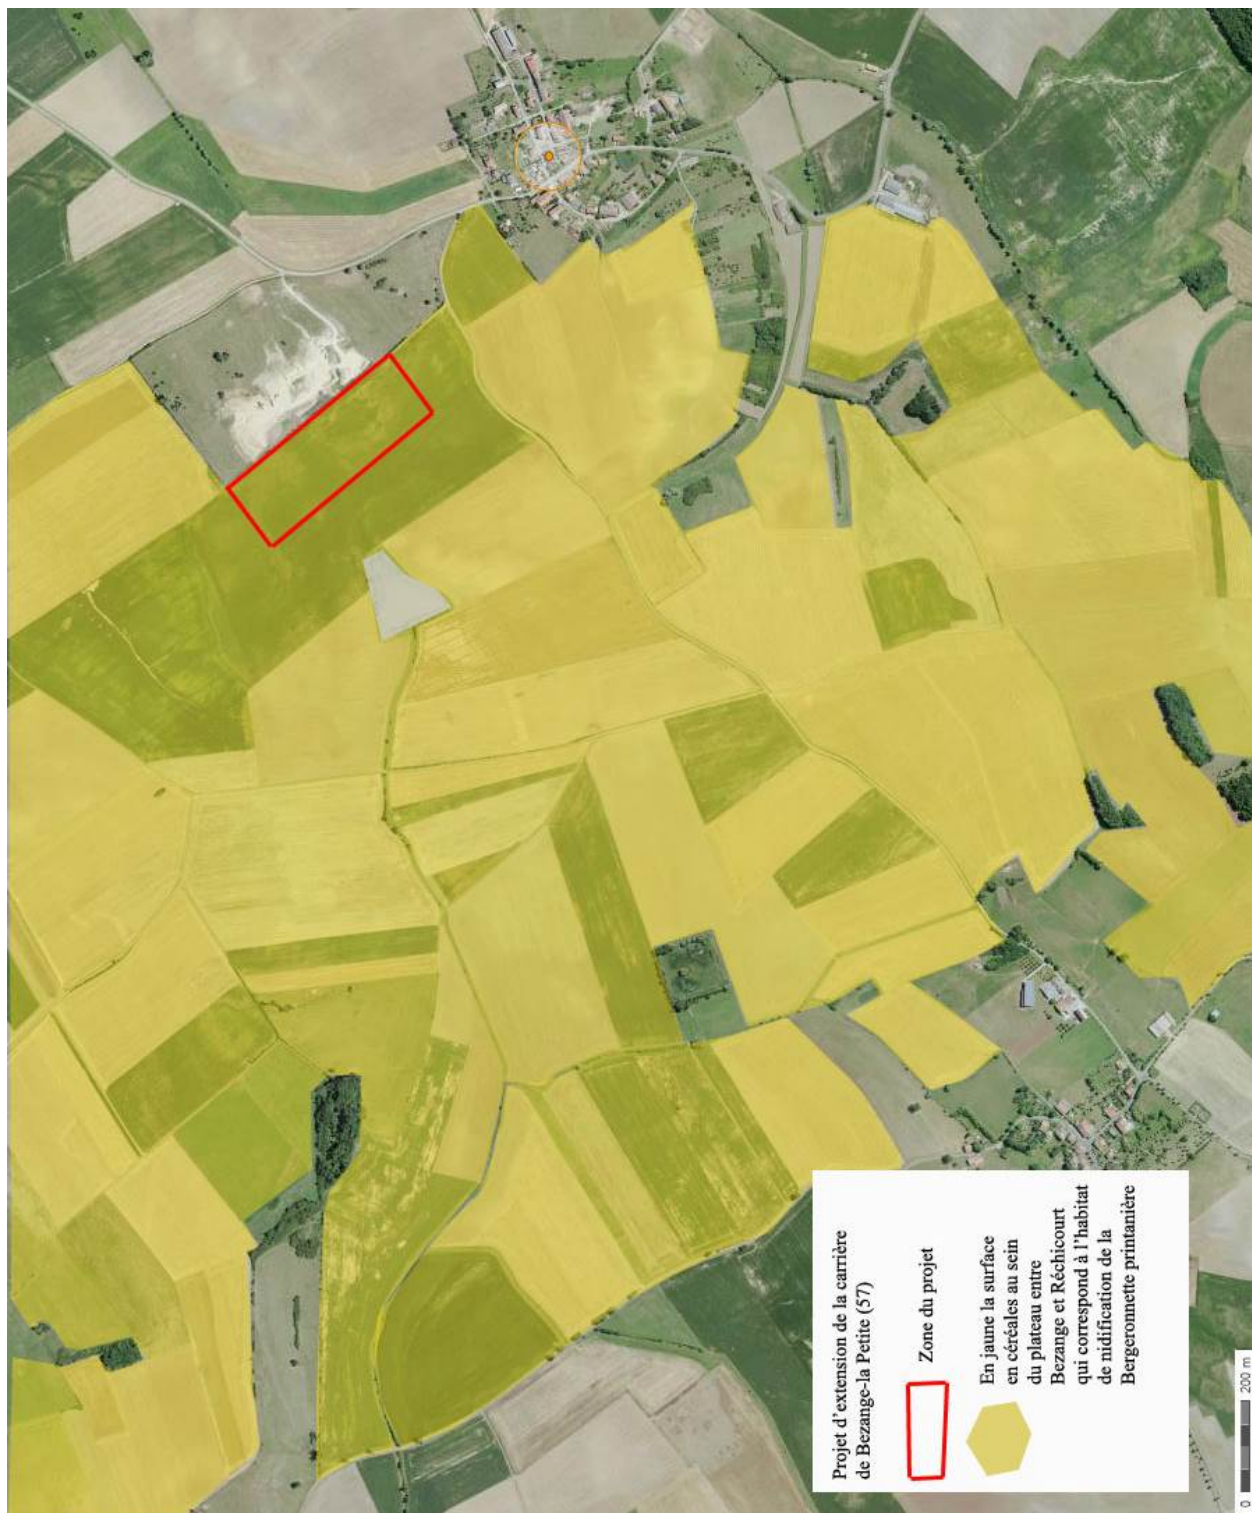 Projet d'extension de la carrière
de Bezange-la Petite (57)
Zone du projet
En jaune la surface
en céréales au sein
du plateau entre
Bezange et Réchicourt
qui correspond à l'habitat
de nidification de la
Bergeronnette printanière
0 200 m